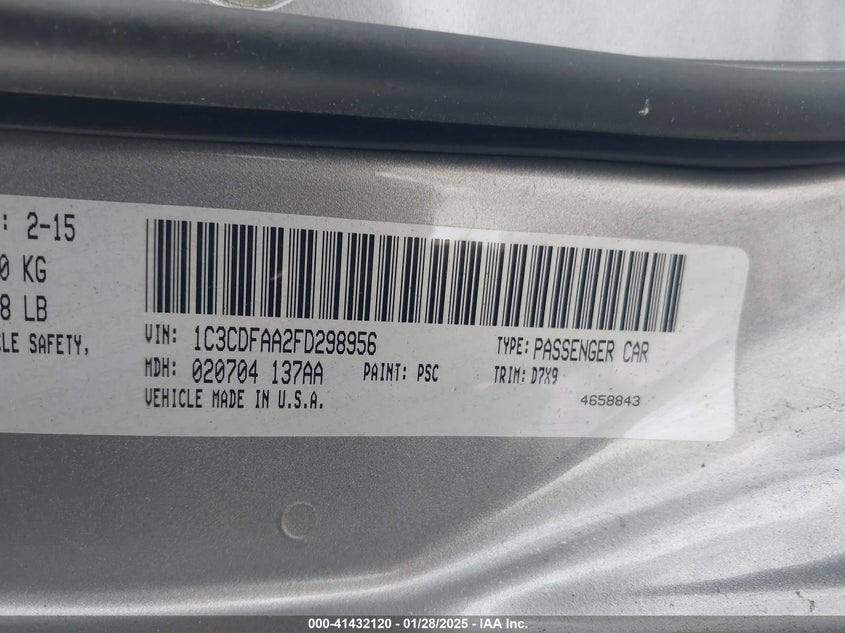 : 2-15
0 KG
8 LB
CLE SAFETY,
VIN: 1C3CDFAA2FD298956
TYPE: PASSENGER CAR
MDH: 020704 137AA PAINT: PSC TRIM: D7X9
VEHICLE MADE IN U.S.A.
4658843
000-41432120 - 01/28/2025 - IAA Inc.